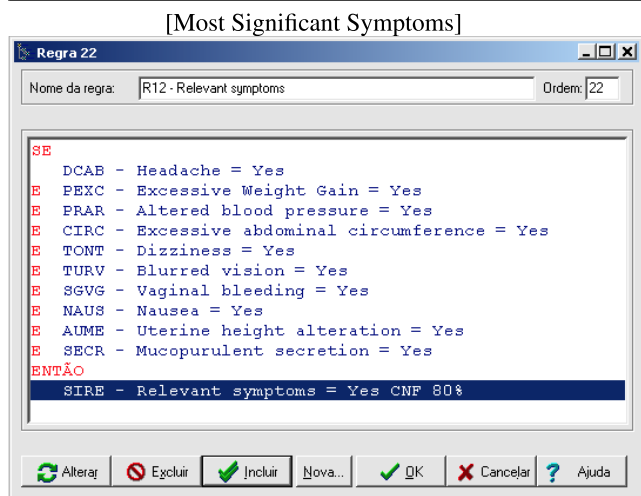 [Most Significant Symptoms]
Regra 22
Nome da regra: R12 - Relevant symptoms Ordem: 22
SE
DCAB - Headache = Yes
E PEXC - Excessive Weight Gain = Yes
E PRAR - Altered blood pressure = Yes
E CIRC - Excessive abdominal circumference = Yes
E TONT - Dizziness = Yes
E TURV - Blurred vision = Yes
E SGVG - Vaginal bleeding = Yes
E NAUS - Nausea = Yes
E AUME - Uterine height alteration = Yes
E SECR - Mucopurulent secretion = Yes
ENTÃO
SIRE - Relevant symptoms = Yes CNF 80%
Alterar Excluir Incluir Nova... OK Cancelar ? Ajuda